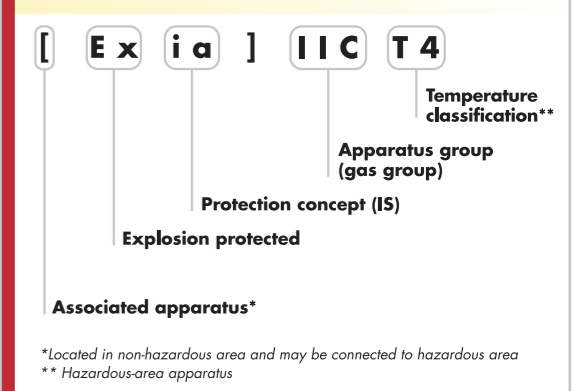 [ Ex ia ] IIC T4
Temperature
classification**
Apparatus group
(gas group)
Protection concept (IS)
Explosion protected
Associated apparatus*
*Located in non-hazardous area and may be connected to hazardous area
** Hazardous-area apparatus